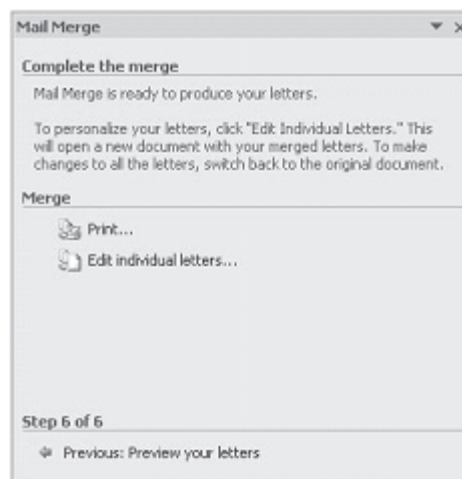 Mail Merge
Complete the merge
Mail Merge is ready to produce your letters.
To personalize your letters, click "Edit Individual Letters." This
will open a new document with your merged letters. To make
changes to all the letters, switch back to the original document.
Merge
Print...
Edit individual letters...
Step 6 of 6
Previous: Preview your letters